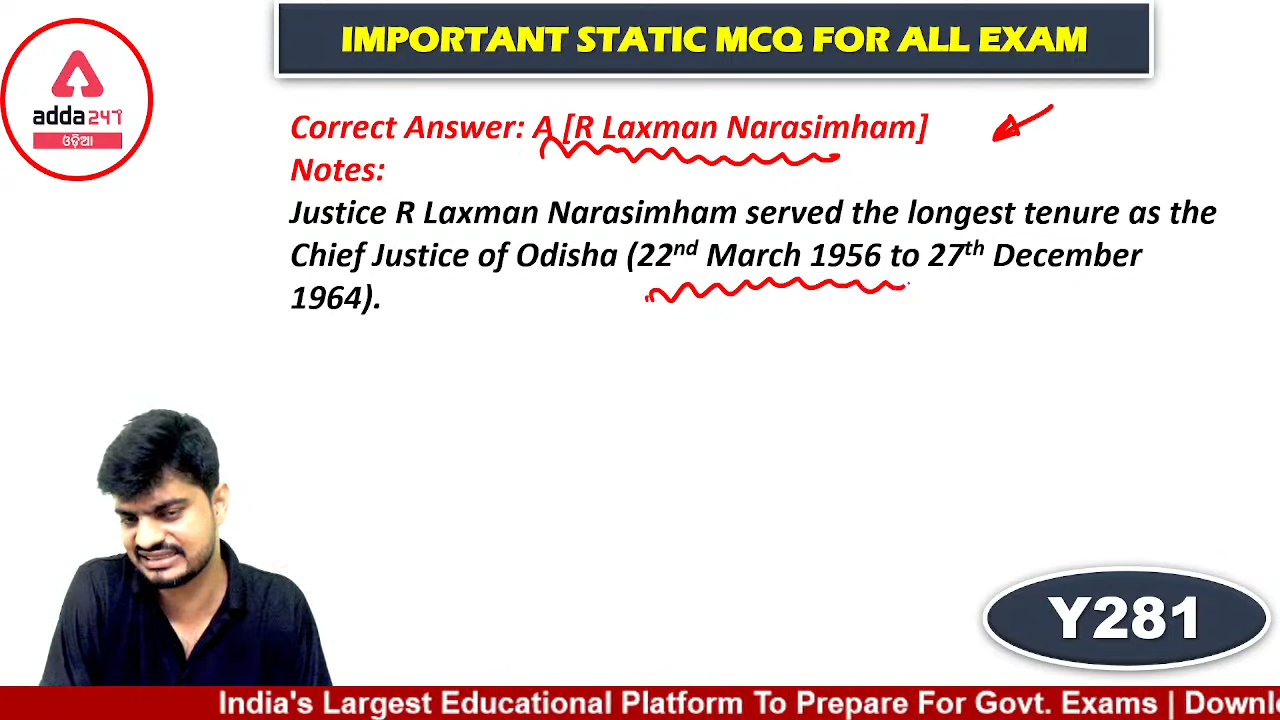 IMPORTANT STATIC MCQ FOR ALL EXAM
adda247
ଓଡ଼ିଆ
Correct Answer: A [R Laxman Narasimham]
Notes:
Justice R Laxman Narasimham served the longest tenure as the
Chief Justice of Odisha (22nd March 1956 to 27th December
1964).
Y281
India's Largest Educational Platform To Prepare For Govt. Exams |